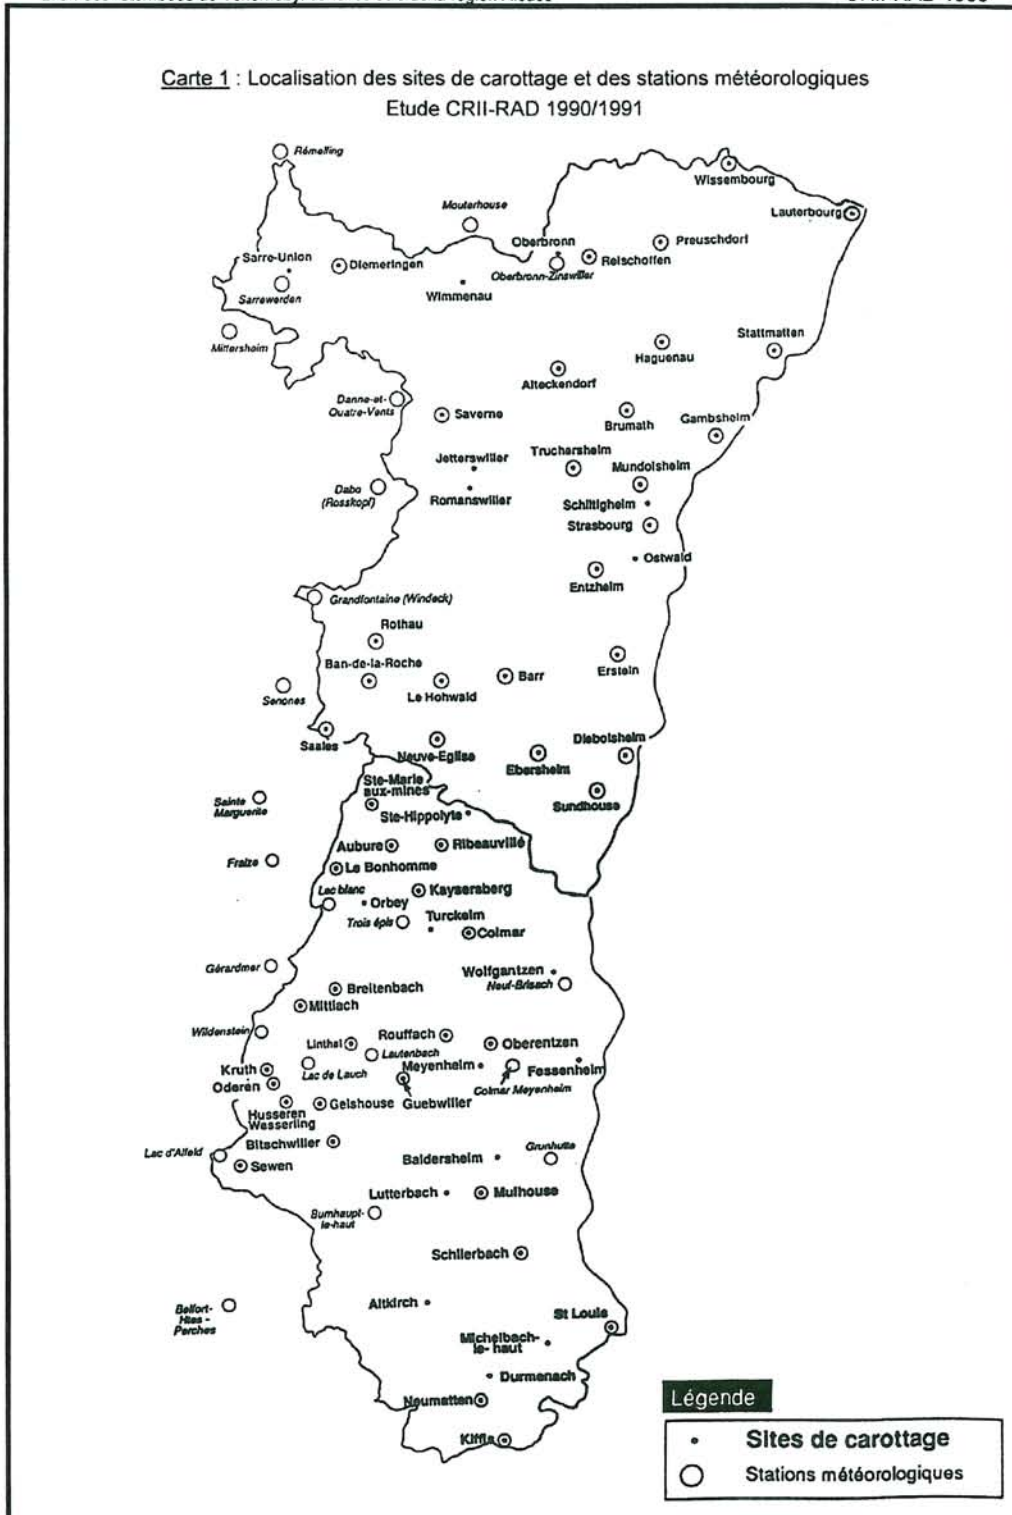 CRII-RAD
Carte 1 : Localisation des sites de carottage et des stations météorologiques
Etude CRII-RAD 1990/1991
Rémelfing
Wissembourg
Mouterhouse
Lauterbourg
Oberbronn
Preuschdorf
Sarre-Union
Diemeringen
Reischoffen
Oberbronn-Zinswiller
Sarrewerden
Wimmenau
Stattmatten
Mittersheim
Haguenau
Alteckendorf
Danne-et-
Quatre-Vents
Saverne
Brumath
Gambsheim
Jetterswiller
Truchersheim
Mundolsheim
Dabo
(Rosskopf)
Romanswiller
Schiltigheim
Strasbourg
Ostwald
Entzheim
Grandfontaine (Windeck)
Rothau
Ban-de-la-Roche
Erstein
Barr
Senones
Le Hohwald
Saales
Diebolsheim
Neuve-Eglise
Ebersheim
Ste-Marie
aux-mines
Sainte
Marguerite
Sundhouse
Ste-Hippolyte
Aubure
Ribeauvillé
Fraize
Le Bonhomme
Lac blanc
Kaysersberg
Orbey
Trois épis
Turckeim
Colmar
Gérardmer
Wolfgantzen
Neuf-Brisach
Breitenbach
Mittlach
Wildenstein
Linthal
Rouffach
Oberentzen
Lautenbach
Kruth
Lac de Lauch
Meyenheim
Fessenheim
Oderen
Colmar Meyenheim
Husseren
Wesserling
Geishouse
Guebwiller
Bitschwiller
Lac d'Alfeld
Sewen
Baldersheim
Grunhutte
Lutterbach
Mulhouse
Burnhaupt-
le-haut
Schlierbach
Altkirch
Belfort-
Htes -
Perches
St Louis
Michelbach-
le- haut
Durmenach
Neumatten
Kiffis
Légende
Sites de carottage
Stations météorologiques